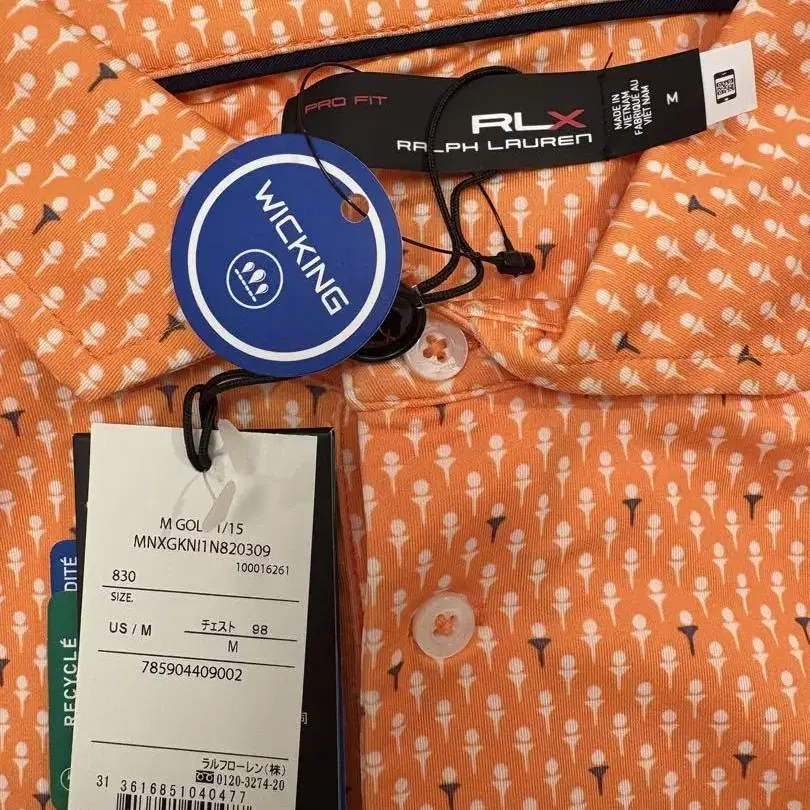 PRO FIT
RLX
RALPH LAUREN
MADE IN
VIETNAM
FABRIQUÉ AU
VIET NAM
M
WICKING
M GOL 1/15
MNXGKNI1N820309
100016261
830
SIZE.
US / M
チェスト 98
M
785904409002
DITÉ
RECYCLÉ
ラルフローレン(株)
0120-3274-20
31 3616851040477